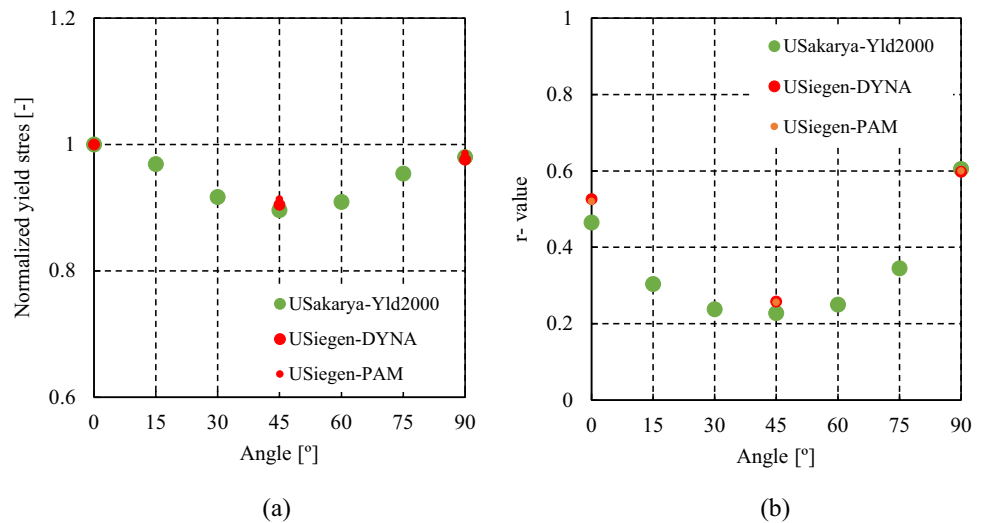 1.2
1
0.8
0.6
Normalized yield stres [-]
USakarya-Yld2000
USiegen-DYNA
USiegen-PAM
0 15 30 45 60 75 90
Angle [º]
(a)
1
0.8
0.6
0.4
0.2
0
r- value
USakarya-Yld2000
USiegen-DYNA
USiegen-PAM
0 15 30 45 60 75 90
Angle [º]
(b)